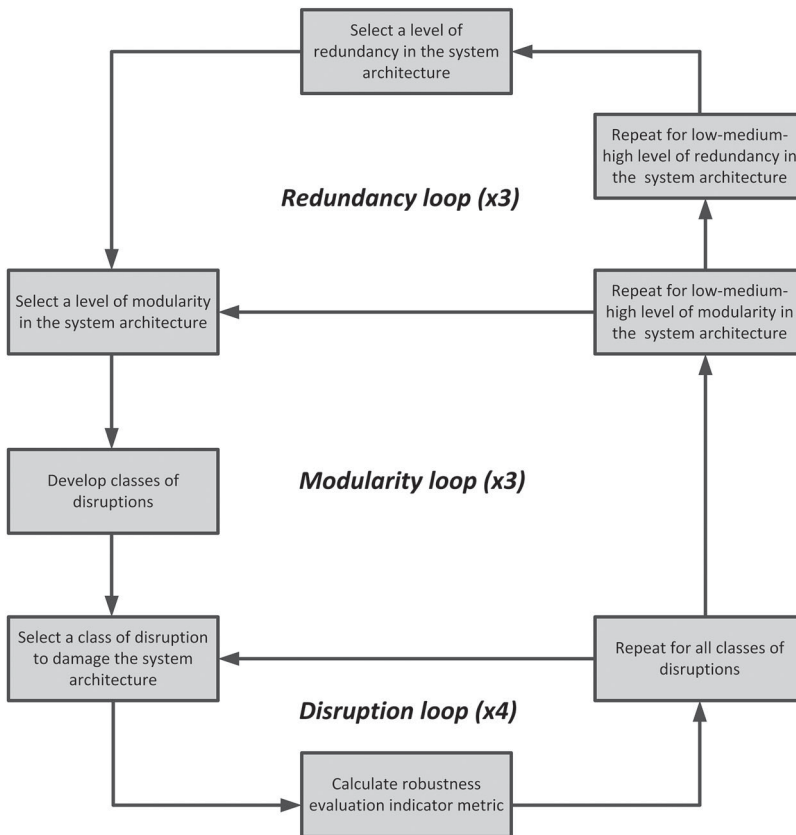 Select a level of
redundancy in the system
architecture
Repeat for low-medium-
high level of redundancy in
the system architecture
Redundancy loop (x3)
Select a level of modularity
in the system architecture
Repeat for low-medium-
high level of modularity in
the system architecture
Develop classes of
disruptions
Modularity loop (x3)
Select a class of disruption
to damage the system
architecture
Repeat for all classes of
disruptions
Disruption loop (x4)
Calculate robustness
evaluation indicator metric